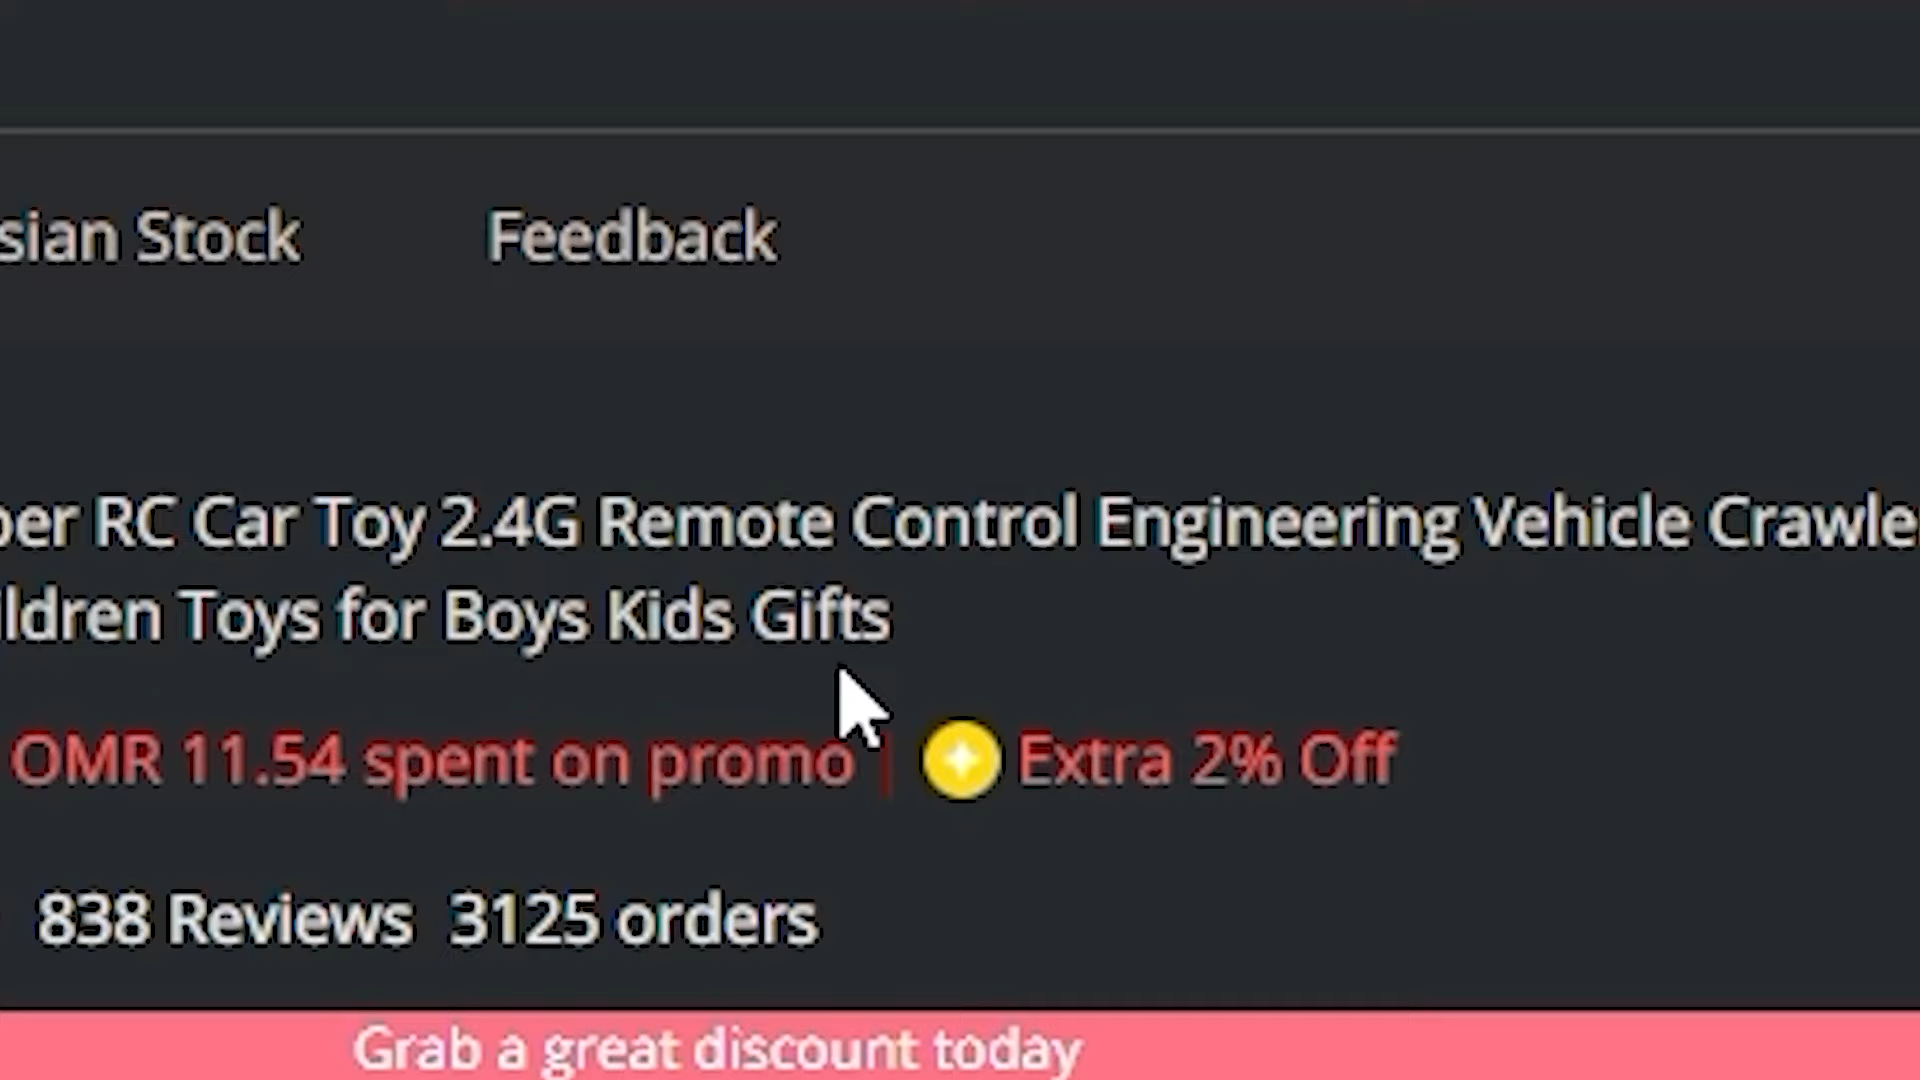 sian Stock Feedback
per RC Car Toy 2.4G Remote Control Engineering Vehicle Crawle
ildren Toys for Boys Kids Gifts
OMR 11.54 spent on promo | Extra 2% Off
838 Reviews 3125 orders
Grab a great discount today